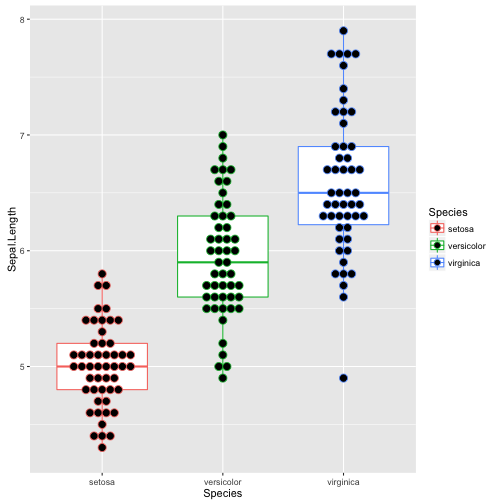 8
7
6
5
Sepal.Length
setosa
versicolor
virginica
Species
Species
setosa
versicolor
virginica